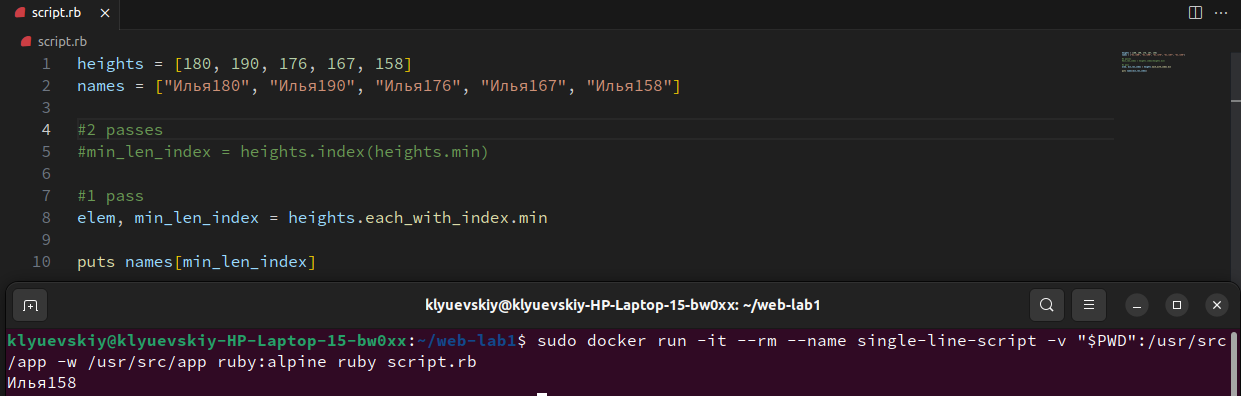 script.rb
script.rb
1 heights = [180, 190, 176, 167, 158]
2 names = ["Илья180", "Илья190", "Илья176", "Илья167", "Илья158"]
3
4 #2 passes
5 #min_len_index = heights.index(heights.min)
6
7 #1 pass
8 elem, min_len_index = heights.each_with_index.min
9
10 puts names[min_len_index]
klyuevskiy@klyuevskiy-HP-Laptop-15-bw0xx: ~/web-lab1
klyuevskiy@klyuevskiy-HP-Laptop-15-bw0xx:~/web-lab1$ sudo docker run -it --rm --name single-line-script -v "$PWD":/usr/src
/app -w /usr/src/app ruby:alpine ruby script.rb
Илья158